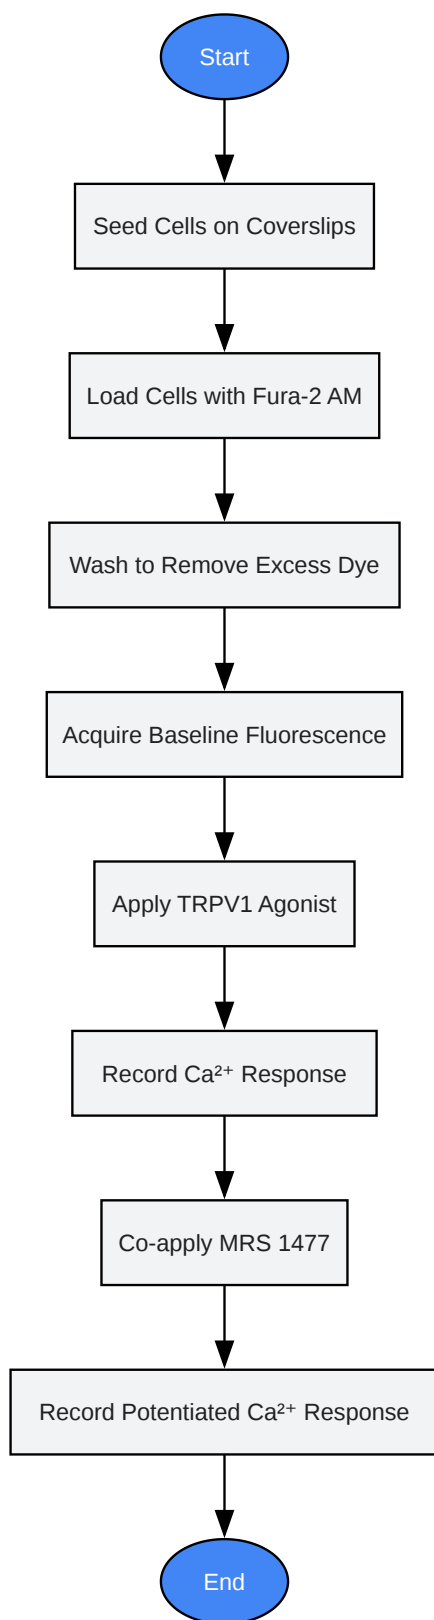 Start
Seed Cells on Coverslips
Load Cells with Fura-2 AM
Wash to Remove Excess Dye
Acquire Baseline Fluorescence
Apply TRPV1 Agonist
Record Ca²⁺ Response
Co-apply MRS 1477
Record Potentiated Ca²⁺ Response
End